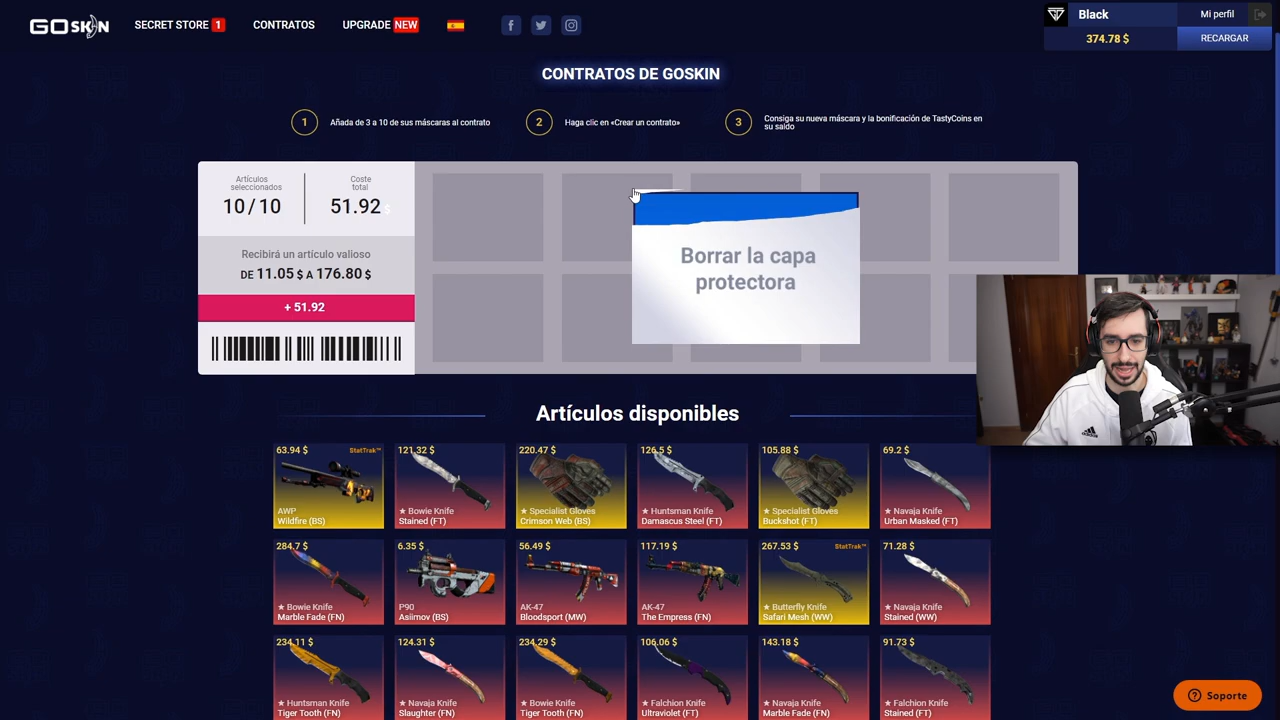 GOSKIN
SECRET STORE 1
CONTRATOS
UPGRADE NEW
Black
Mi perfil
374.78 $
RECARGAR
CONTRATOS DE GOSKIN
1
Añada de 3 a 10 de sus máscaras al contrato
2
Haga clic en «Crear un contrato»
3
Consiga su nueva máscara y la bonificación de TastyCoins en
su saldo
Artículos
seleccionados
10/10
Coste
total
51.92 $
Recibirá un artículo valioso
DE 11.05 $ A 176.80 $
+ 51.92
Borrar la capa
protectora
Artículos disponibles
63.94 $
StatTrak™
AWP
Wildfire (BS)
121.32 $
★ Bowie Knife
Stained (FT)
220.47 $
★ Specialist Gloves
Crimson Web (BS)
126.5 $
★ Huntsman Knife
Damascus Steel (FT)
105.88 $
★ Specialist Gloves
Buckshot (FT)
69.2 $
★ Navaja Knife
Urban Masked (FT)
284.7 $
★ Bowie Knife
Marble Fade (FN)
6.35 $
P90
Asiimov (BS)
56.49 $
AK-47
Bloodsport (MW)
117.19 $
AK-47
The Empress (FN)
267.53 $
StatTrak™
★ Butterfly Knife
Safari Mesh (WW)
71.28 $
★ Navaja Knife
Stained (WW)
234.11 $
★ Huntsman Knife
Tiger Tooth (FN)
124.31 $
★ Navaja Knife
Slaughter (FN)
234.29 $
★ Bowie Knife
Tiger Tooth (FN)
106.06 $
★ Falchion Knife
Ultraviolet (FT)
143.18 $
★ Navaja Knife
Marble Fade (FN)
91.73 $
★ Falchion Knife
Stained (FT)
Soporte